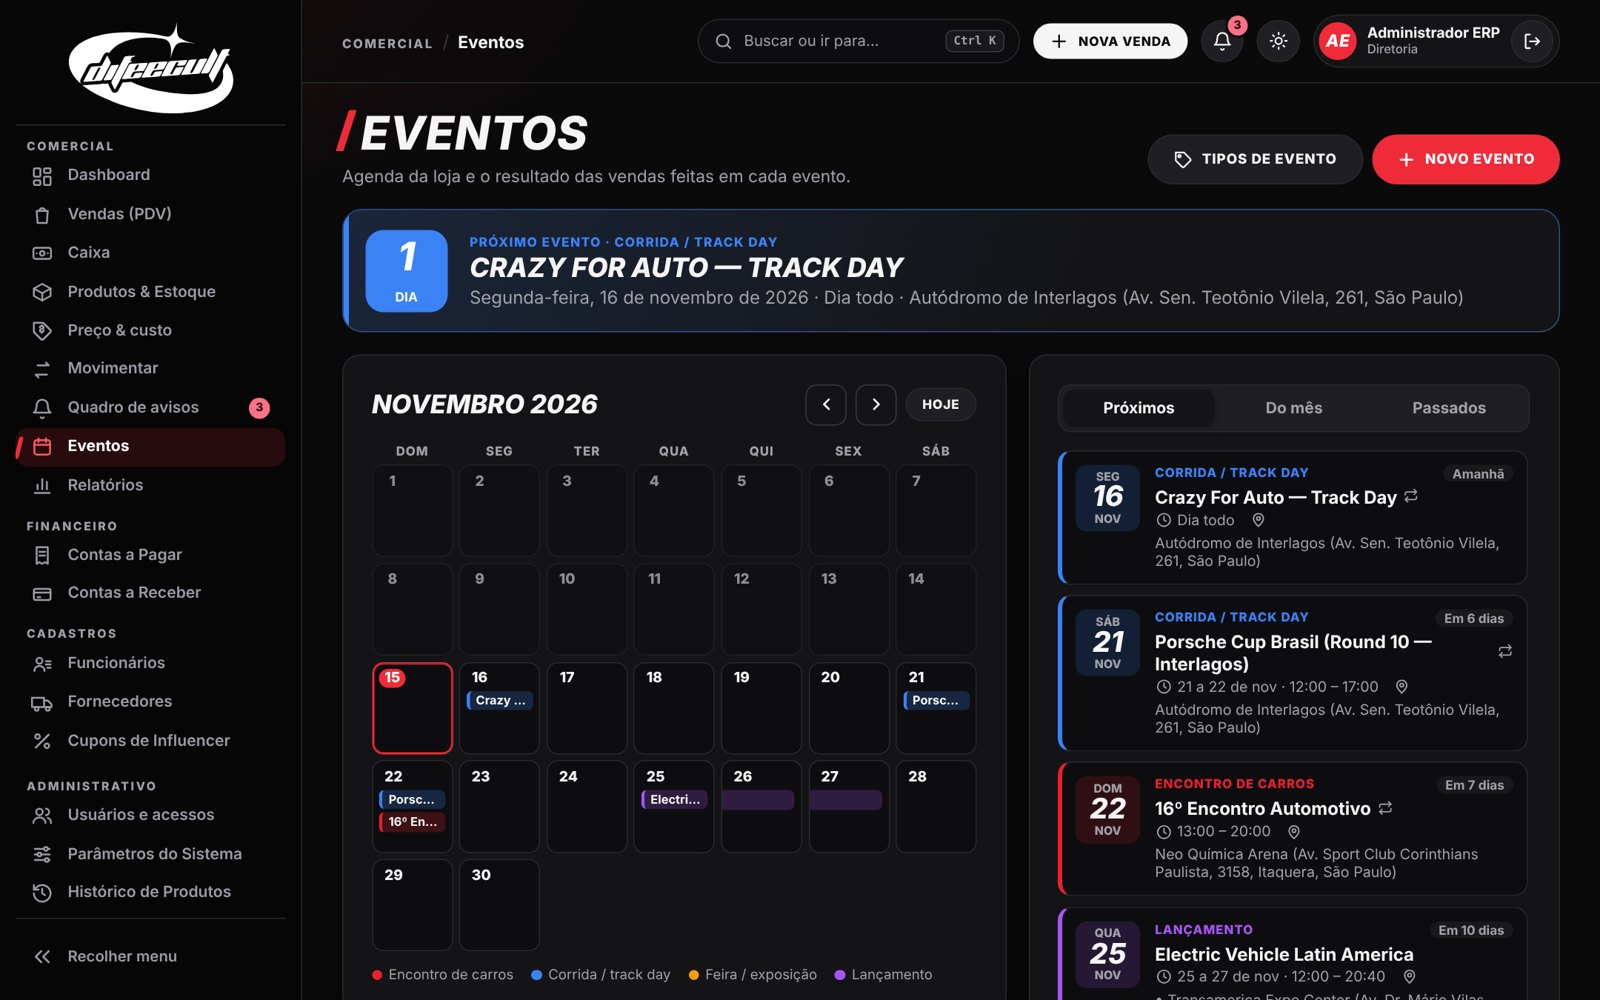 difeecult
COMERCIAL
Dashboard
Vendas (PDV)
Caixa
Produtos & Estoque
Preço & custo
Movimentar
Quadro de avisos
3
Eventos
Relatórios
FINANCEIRO
Contas a Pagar
Contas a Receber
CADASTROS
Funcionários
Fornecedores
Cupons de Influencer
ADMINISTRATIVO
Usuários e acessos
Parâmetros do Sistema
Histórico de Produtos
Recolher menu
COMERCIAL / Eventos
Buscar ou ir para...
Ctrl K
NOVA VENDA
3
AE
Administrador ERP
Diretoria
EVENTOS
Agenda da loja e o resultado das vendas feitas em cada evento.
TIPOS DE EVENTO
NOVO EVENTO
1
DIA
PRÓXIMO EVENTO · CORRIDA / TRACK DAY
CRAZY FOR AUTO — TRACK DAY
Segunda-feira, 16 de novembro de 2026 · Dia todo · Autódromo de Interlagos (Av. Sen. Teotônio Vilela, 261, São Paulo)
NOVEMBRO 2026
HOJE
DOM SEG TER QUA QUI SEX SÁB
1 2 3 4 5 6 7
8 9 10 11 12 13 14
15 16 17 18 19 20 21
Crazy ... Porsc...
22 23 24 25 26 27 28
Porsc... Electri...
16º En...
29 30
Encontro de carros Corrida / track day Feira / exposição Lançamento
Próximos Do mês Passados
SEG
16
NOV
CORRIDA / TRACK DAY
Amanhã
Crazy For Auto — Track Day
Dia todo
Autódromo de Interlagos (Av. Sen. Teotônio Vilela,
261, São Paulo)
SÁB
21
NOV
CORRIDA / TRACK DAY
Em 6 dias
Porsche Cup Brasil (Round 10 —
Interlagos)
21 a 22 de nov · 12:00 – 17:00
Autódromo de Interlagos (Av. Sen. Teotônio Vilela,
261, São Paulo)
DOM
22
NOV
ENCONTRO DE CARROS
Em 7 dias
16º Encontro Automotivo
13:00 – 20:00
Neo Química Arena (Av. Sport Club Corinthians
Paulista, 3158, Itaquera, São Paulo)
QUA
25
NOV
LANÇAMENTO
Em 10 dias
Electric Vehicle Latin America
25 a 27 de nov · 12:00 – 20:40
Transamerica Expo Center (Av. Dr. Mário Vilas